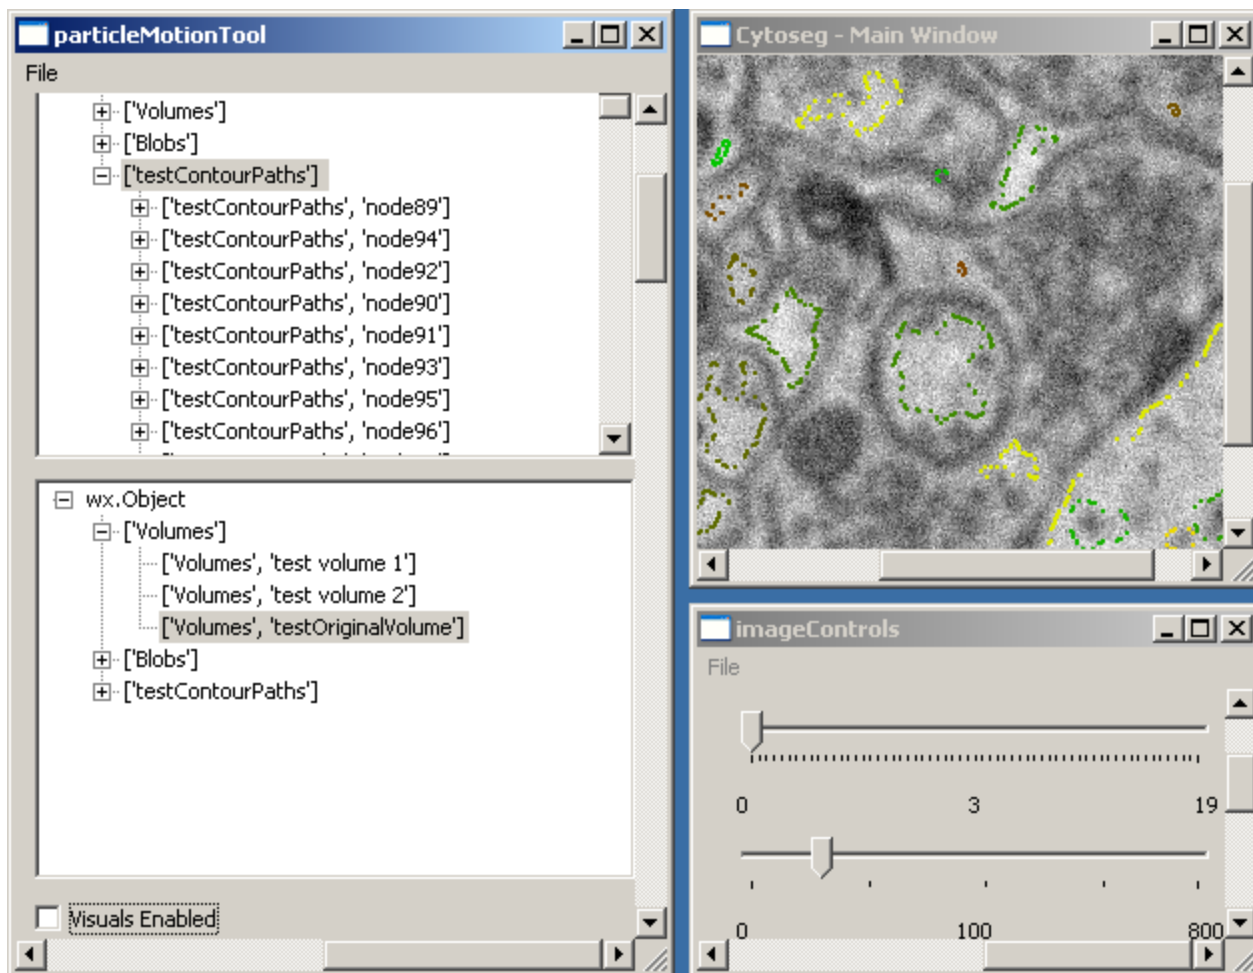 particleMotionTool
File
['Volumes']
['Blobs']
['testContourPaths']
['testContourPaths', 'node89']
['testContourPaths', 'node94']
['testContourPaths', 'node92']
['testContourPaths', 'node90']
['testContourPaths', 'node91']
['testContourPaths', 'node93']
['testContourPaths', 'node95']
['testContourPaths', 'node96']
wx.Object
['Volumes']
['Volumes', 'test volume 1']
['Volumes', 'test volume 2']
['Volumes', 'testOriginalVolume']
['Blobs']
['testContourPaths']
Visuals Enabled
Cytoseg - Main Window
imageControls
File
0 3 19
0 100 800